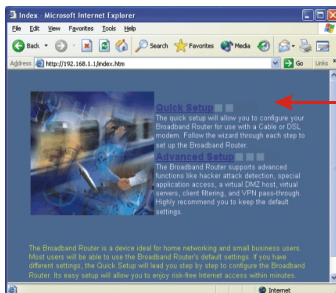 Index - Microsoft Internet Explorer
File Edit View Favorites Tools Help
Back Search Favorites Media
Address http://192.168.1.1/index.htm Go Links
Quick Setup
The quick setup will allow you to configure your
Broadband Router for use with a Cable or DSL
modem. Follow the wizard through each step to
set up the Broadband Router.
Advanced Setup
The Broadband Router supports advanced
functions like hacker attack detection, special
application access, a virtual DMZ host, virtual
servers, client filtering, and VPN pass-through.
Highly recommend you to keep the default
settings.
The Broadband Router is a device ideal for home networking and small business users.
Most users will be able to use the Broadband Router's default settings. If you have
different settings, the Quick Setup will lead you step by step to configure the Broadband
Router. Its easy setup will allow you to enjoy risk-free Internet access within minutes.
Internet